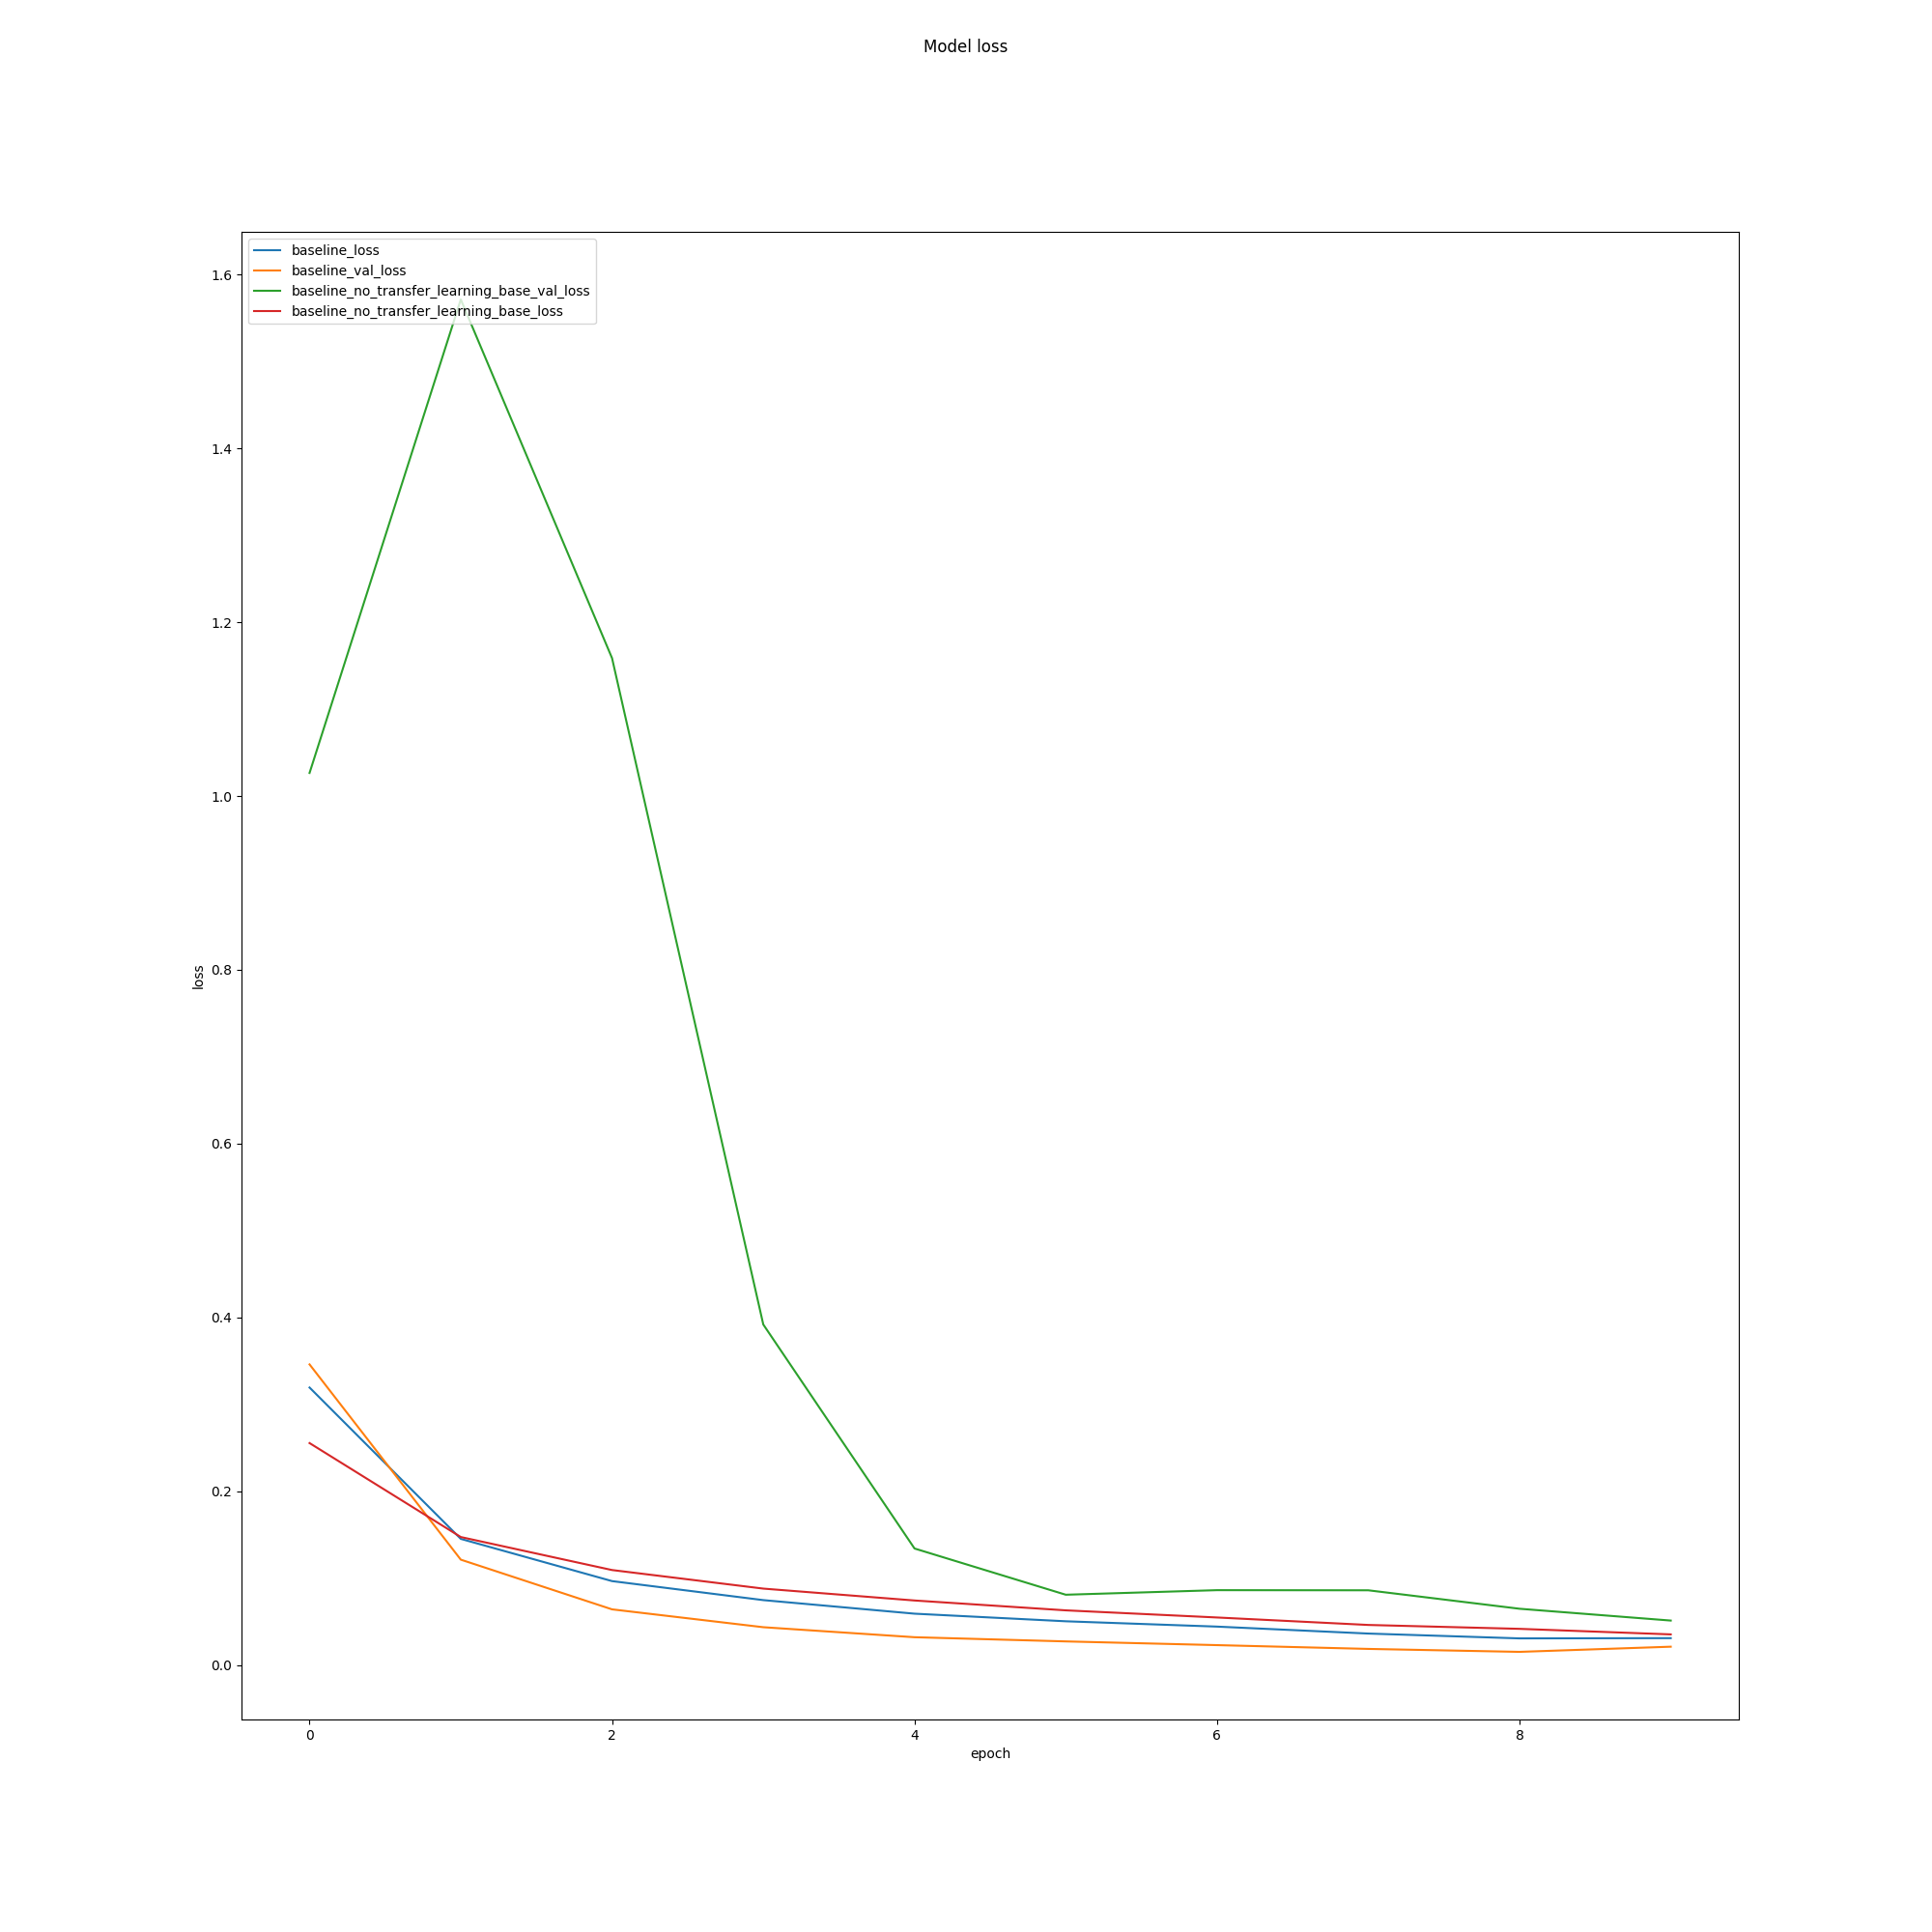 Model loss
baseline_loss
baseline_val_loss
baseline_no_transfer_learning_base_val_loss
baseline_no_transfer_learning_base_loss
1.6
1.4
1.2
1.0
0.8
0.6
0.4
0.2
0.0
loss
0 2 4 6 8
epoch